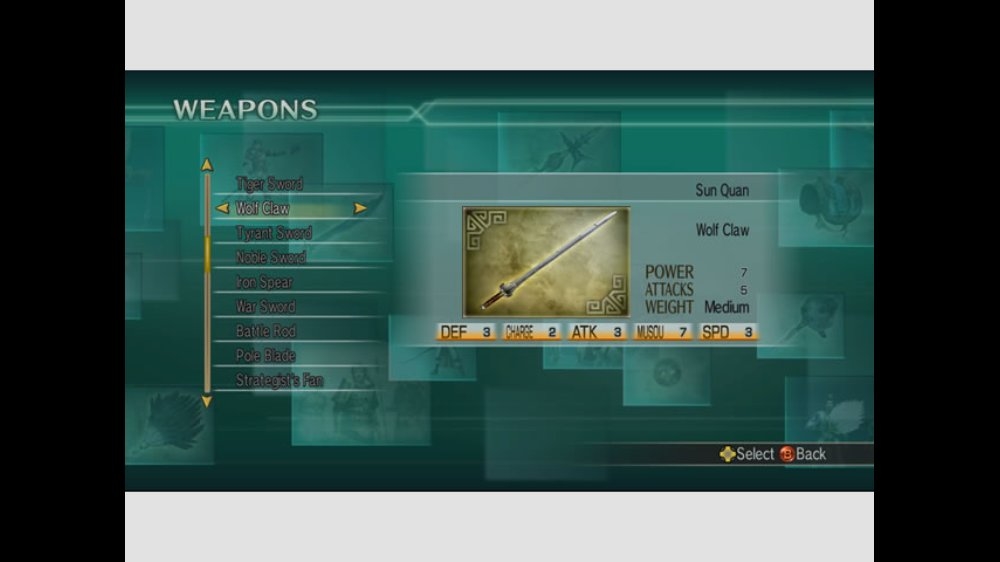 WEAPONS
Tiger Sword
Wolf Claw
Tyrant Sword
Noble Sword
Iron Spear
War Sword
Battle Rod
Pole Blade
Strategist's Fan
Sun Quan
Wolf Claw
POWER 7
ATTACKS 5
WEIGHT Medium
DEF 3 CHARGE 2 ATK 3 MUSOU 7 SPD 3
Select B Back